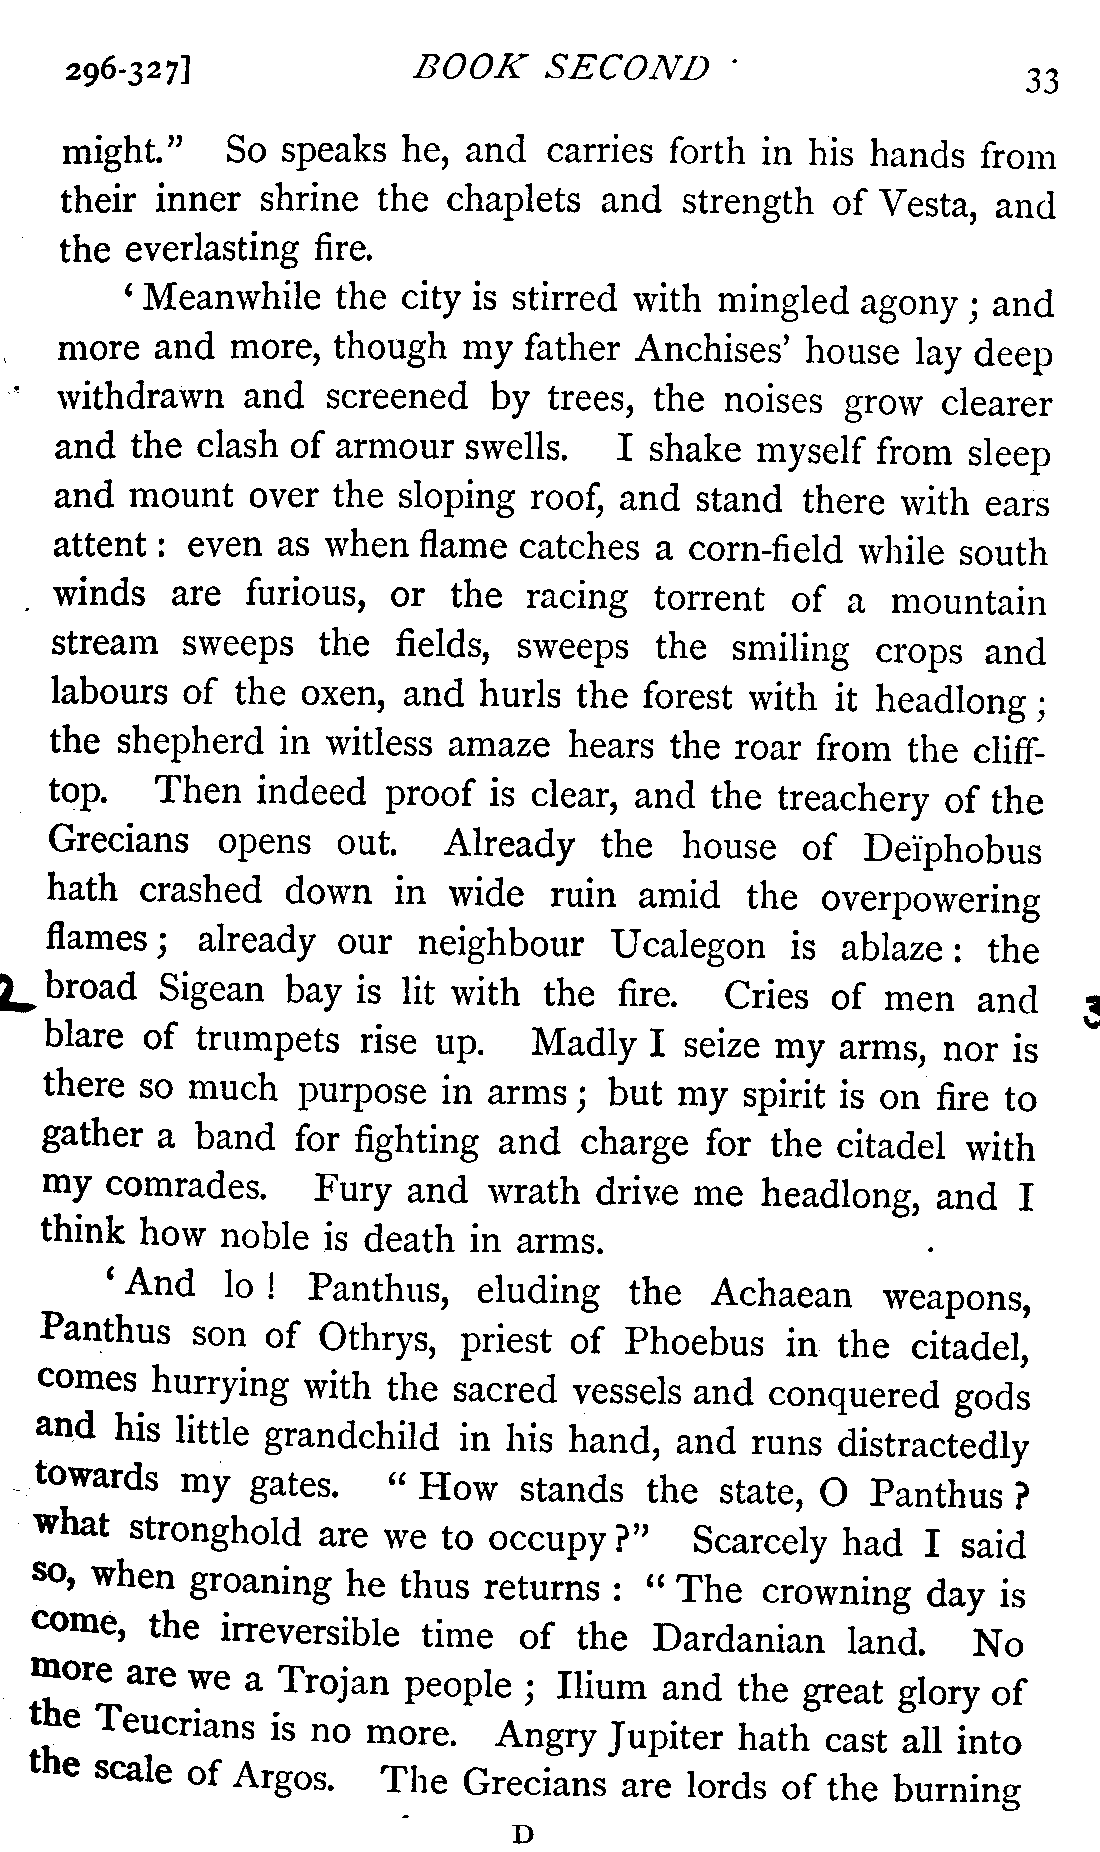 296-327] BOOK SECOND 33
might.” So speaks he, and carries forth in his hands from
their inner shrine the chaplets and strength of Vesta, and
the everlasting fire.
‘Meanwhile the city is stirred with mingled agony; and
more and more, though my father Anchises’ house lay deep
withdrawn and screened by trees, the noises grow clearer
and the clash of armour swells. I shake myself from sleep
and mount over the sloping roof, and stand there with ears
attent: even as when flame catches a corn-field while south
winds are furious, or the racing torrent of a mountain
stream sweeps the fields, sweeps the smiling crops and
labours of the oxen, and hurls the forest with it headlong;
the shepherd in witless amaze hears the roar from the cliff-
top. Then indeed proof is clear, and the treachery of the
Grecians opens out. Already the house of Deïphobus
hath crashed down in wide ruin amid the overpowering
flames; already our neighbour Ucalegon is ablaze: the
broad Sigean bay is lit with the fire. Cries of men and
blare of trumpets rise up. Madly I seize my arms, nor is
there so much purpose in arms; but my spirit is on fire to
gather a band for fighting and charge for the citadel with
my comrades. Fury and wrath drive me headlong, and I
think how noble is death in arms.
‘And lo! Panthus, eluding the Achaean weapons,
Panthus son of Othrys, priest of Phoebus in the citadel,
comes hurrying with the sacred vessels and conquered gods
and his little grandchild in his hand, and runs distractedly
towards my gates. “How stands the state, O Panthus?
what stronghold are we to occupy?” Scarcely had I said
so, when groaning he thus returns: “The crowning day is
come, the irreversible time of the Dardanian land. No
more are we a Trojan people; Ilium and the great glory of
the Teucrians is no more. Angry Jupiter hath cast all into
the scale of Argos. The Grecians are lords of the burning
D